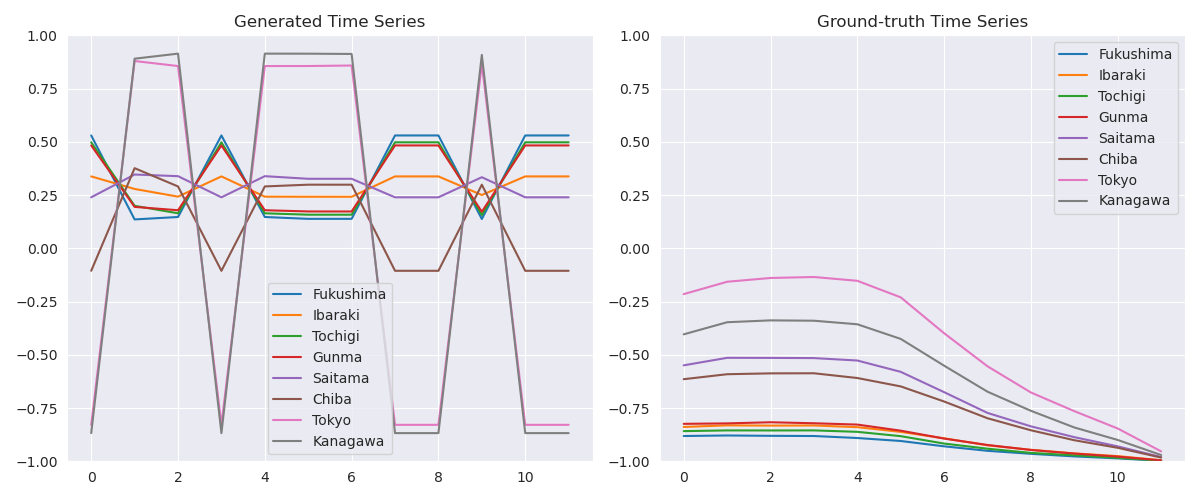 Generated Time Series
1.00
0.75
0.50
0.25
0.00
−0.25
−0.50
−0.75
−1.00
0
2
4
6
8
10
Fukushima
Ibaraki
Tochigi
Gunma
Saitama
Chiba
Tokyo
Kanagawa
Ground-truth Time Series
1.00
0.75
0.50
0.25
0.00
−0.25
−0.50
−0.75
−1.00
0
2
4
6
8
10
Fukushima
Ibaraki
Tochigi
Gunma
Saitama
Chiba
Tokyo
Kanagawa